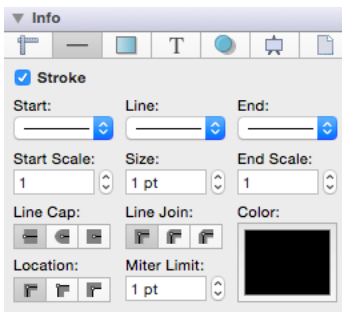 Info
T
Stroke
Start: Line: End:
Start Scale: Size: End Scale:
1 1 pt 1
Line Cap: Line Join: Color:
Location: Miter Limit:
1 pt